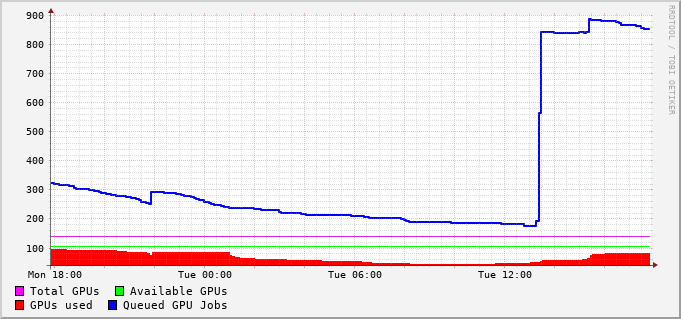 900
800
700
600
500
400
300
200
100
Mon 18:00 Tue 00:00 Tue 06:00 Tue 12:00
Total GPUs Available GPUs
GPUs used Queued GPU Jobs
RRDTOOL / TOBI OETIKER